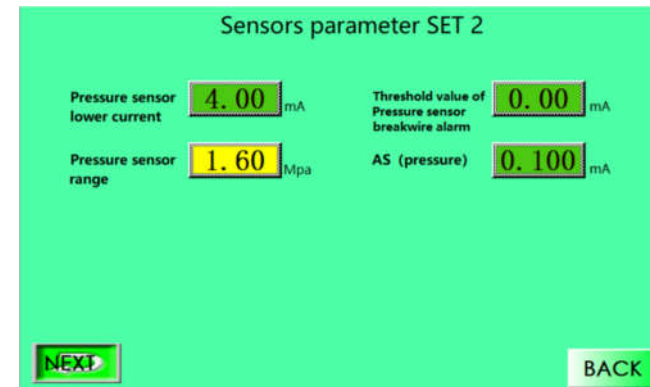 Sensors parameter SET 2
Pressure sensor
lower current
4.00 mA
Threshold value of
Pressure sensor
breakwire alarm
0.00 mA
Pressure sensor
range
1.60 Mpa
AS (pressure)
0.100 mA
NEXT
BACK